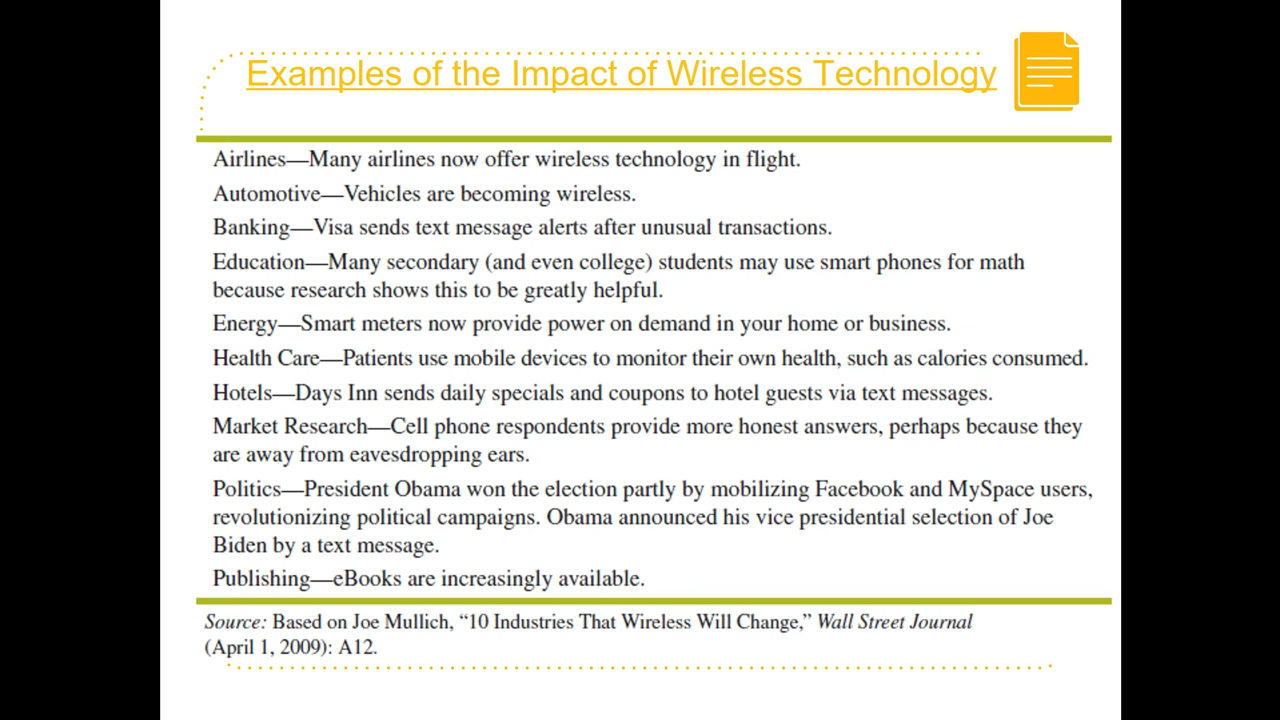 Examples of the Impact of Wireless Technology
Airlines—Many airlines now offer wireless technology in flight.
Automotive—Vehicles are becoming wireless.
Banking—Visa sends text message alerts after unusual transactions.
Education—Many secondary (and even college) students may use smart phones for math
because research shows this to be greatly helpful.
Energy—Smart meters now provide power on demand in your home or business.
Health Care—Patients use mobile devices to monitor their own health, such as calories consumed.
Hotels—Days Inn sends daily specials and coupons to hotel guests via text messages.
Market Research—Cell phone respondents provide more honest answers, perhaps because they
are away from eavesdropping ears.
Politics—President Obama won the election partly by mobilizing Facebook and MySpace users,
revolutionizing political campaigns. Obama announced his vice presidential selection of Joe
Biden by a text message.
Publishing—eBooks are increasingly available.
Source: Based on Joe Mullich, “10 Industries That Wireless Will Change,” Wall Street Journal
(April 1, 2009): A12.